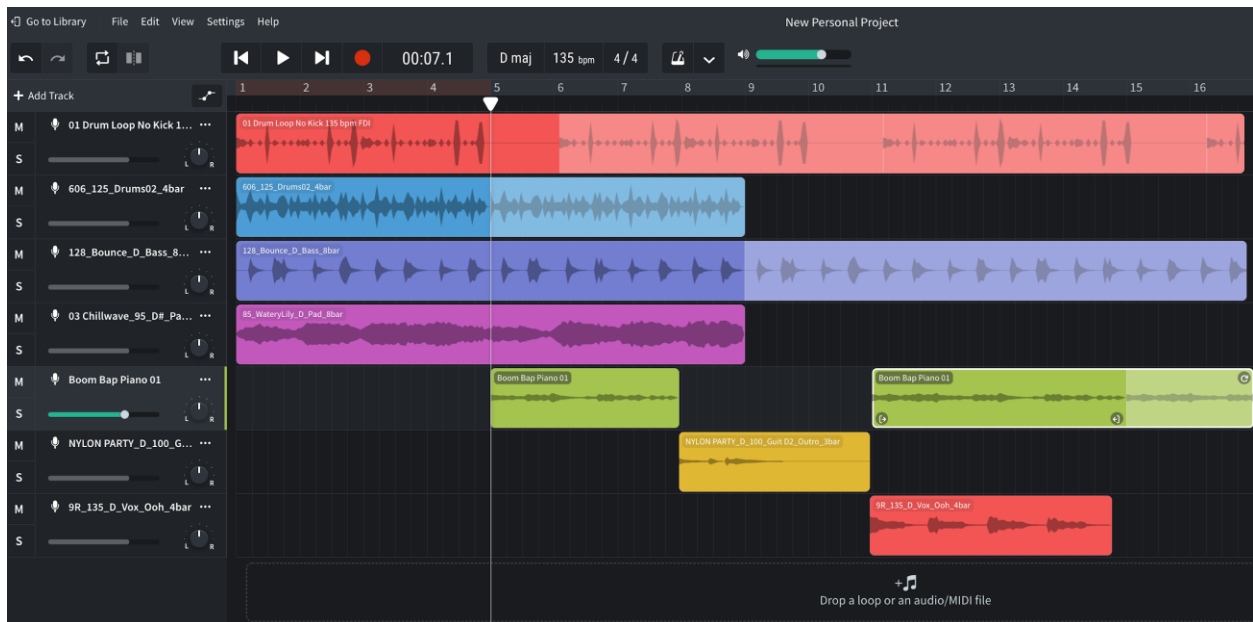 Go to Library File Edit View Settings Help New Personal Project
00:07.1 D maj 135 bpm 4 / 4
+ Add Track 1 2 3 4 5 6 7 8 9 10 11 12 13 14 15 16
M 01 Drum Loop No Kick 1... ...
S L R
01 Drum Loop No Kick 135 bpm FDI
M 606_125_Drums02_4bar ...
S L R
606_125_Drums02_4bar
M 128_Bounce_D_Bass_8... ...
S L R
128_Bounce_D_Bass_8bar
M 03 Chillwave_95_D#_Pa... ...
S L R
85_WateryLily_D_Pad_8bar
M Boom Bap Piano 01 ...
S L R
Boom Bap Piano 01
Boom Bap Piano 01
M NYLON PARTY_D_100_G... ...
S L R
NYLON PARTY_D_100_Guit D2_Outro_3bar
M 9R_135_D_Vox_Ooh_4bar ...
S L R
9R_135_D_Vox_Ooh_4bar
Drop a loop or an audio/MIDI file